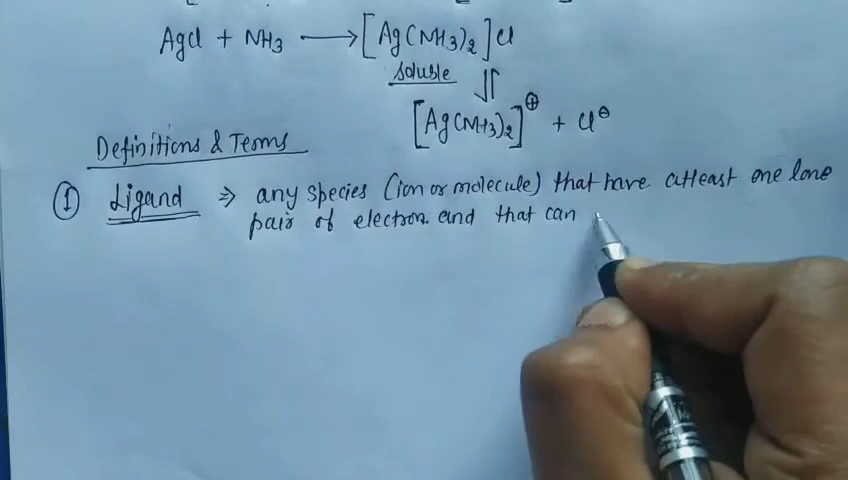 AgCl + NH3 ⟶ [Ag(NH3)2]Cl
soluble ⇌
[Ag(NH3)2]⊕ + Cl⊖
Definitions & Terms
① Ligand ⇒ any species (ion or molecule) that have atleast one lone
pair of electron. and that can